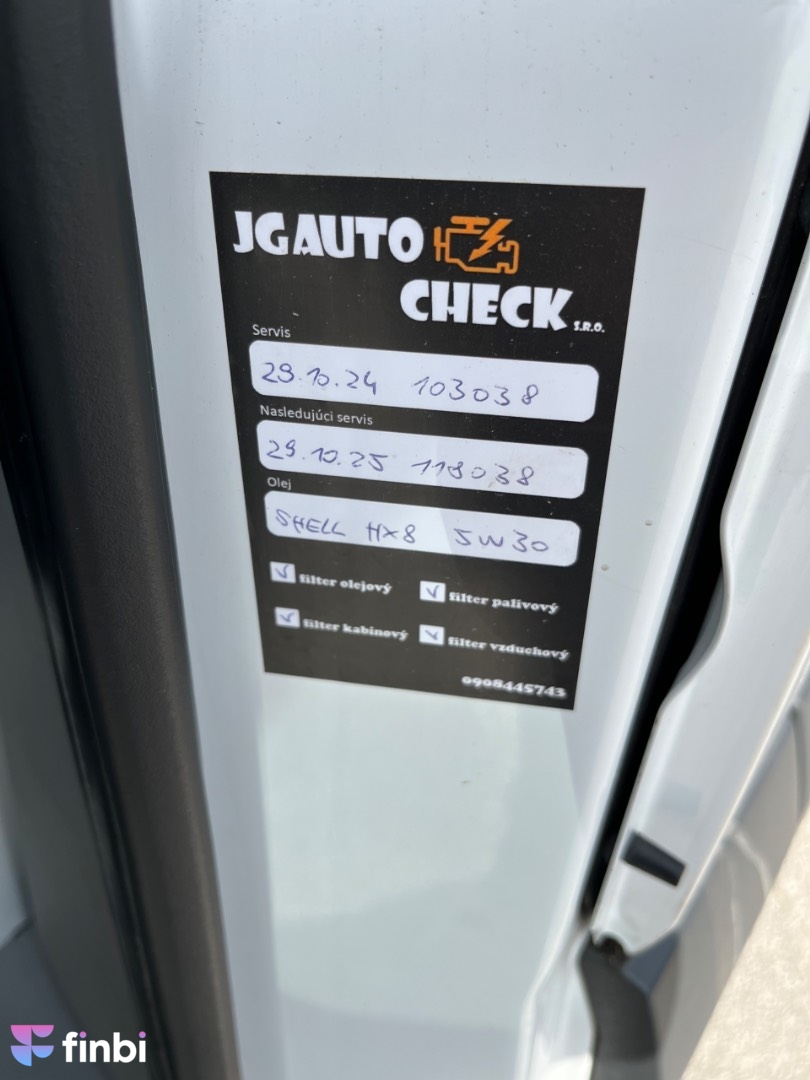 JGAUTO
CHECK S.R.O.
Servis
29.10.24 103038
Nasledujúci servis
29.10.25 118038
Olej
SHELL HX8 5W30
filter olejový
filter palivový
filter kabinový
filter vzduchový
0908445743
finbi